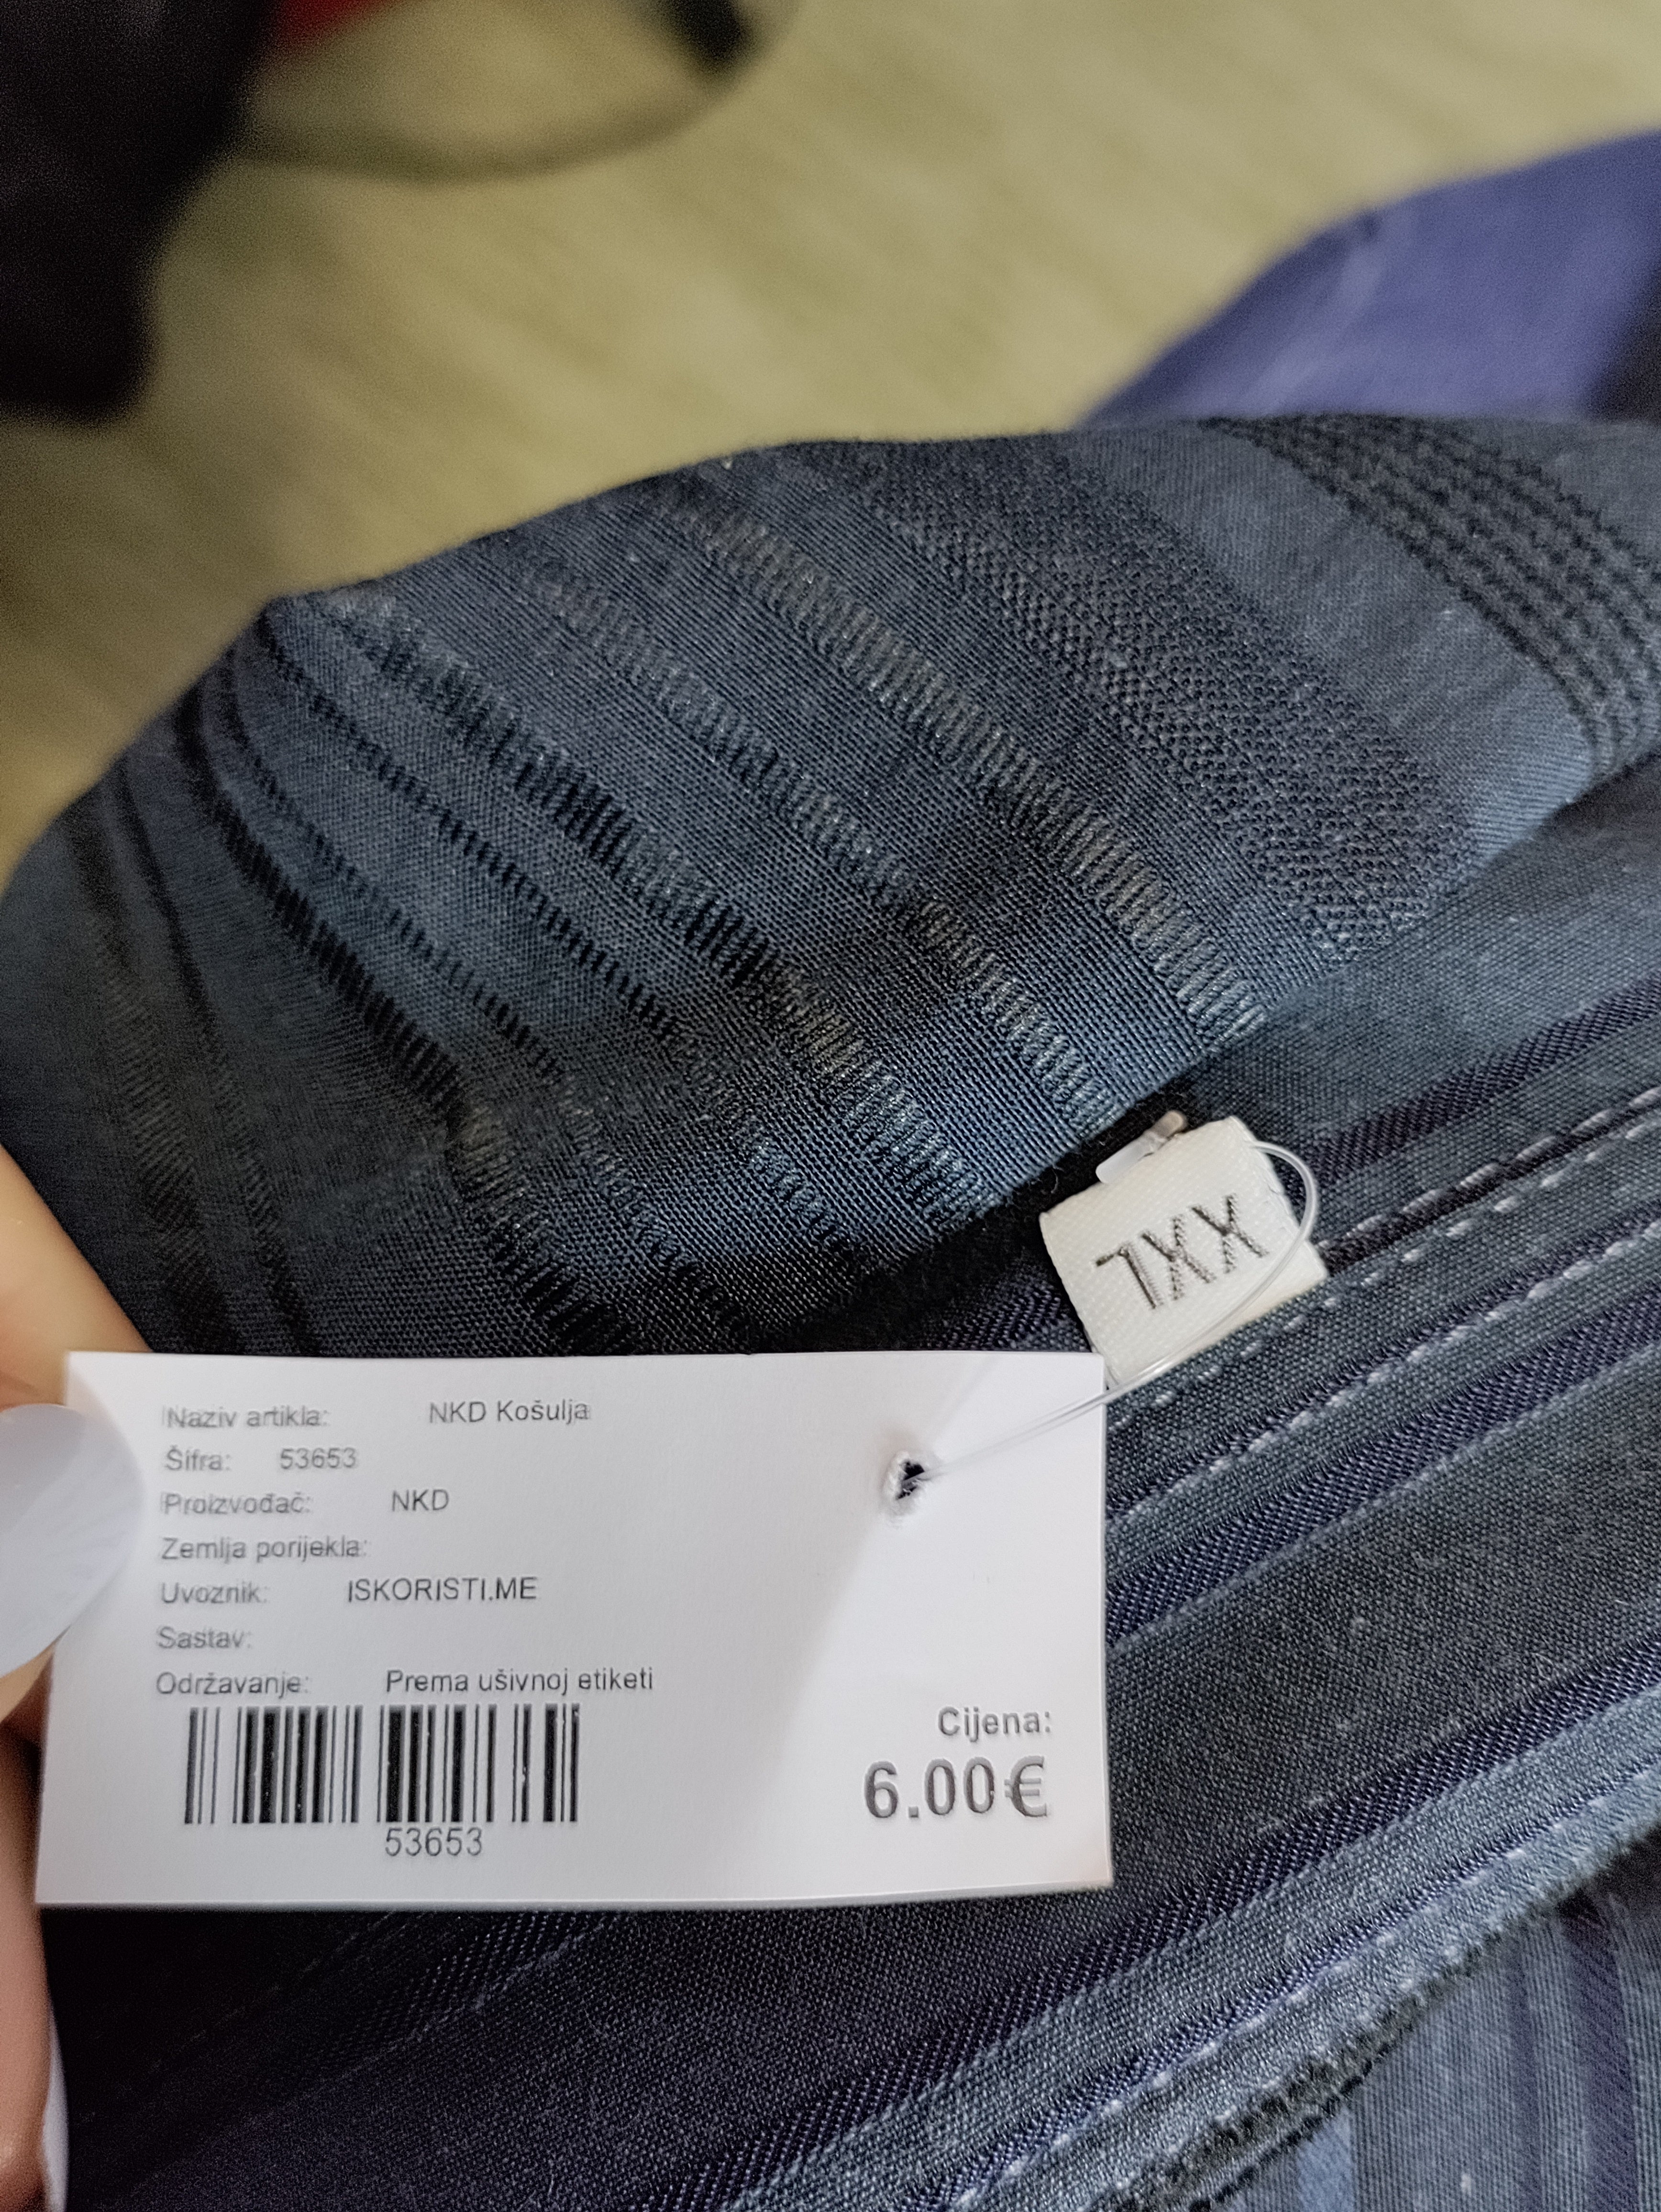 XXL
Naziv artikla: NKD Košulja
Šifra: 53653
Proizvođač: NKD
Zemlja porijekla:
Uvoznik: ISKORISTI.ME
Sastav:
Održavanje: Prema ušivnoj etiketi
53653
Cijena:
6.00€